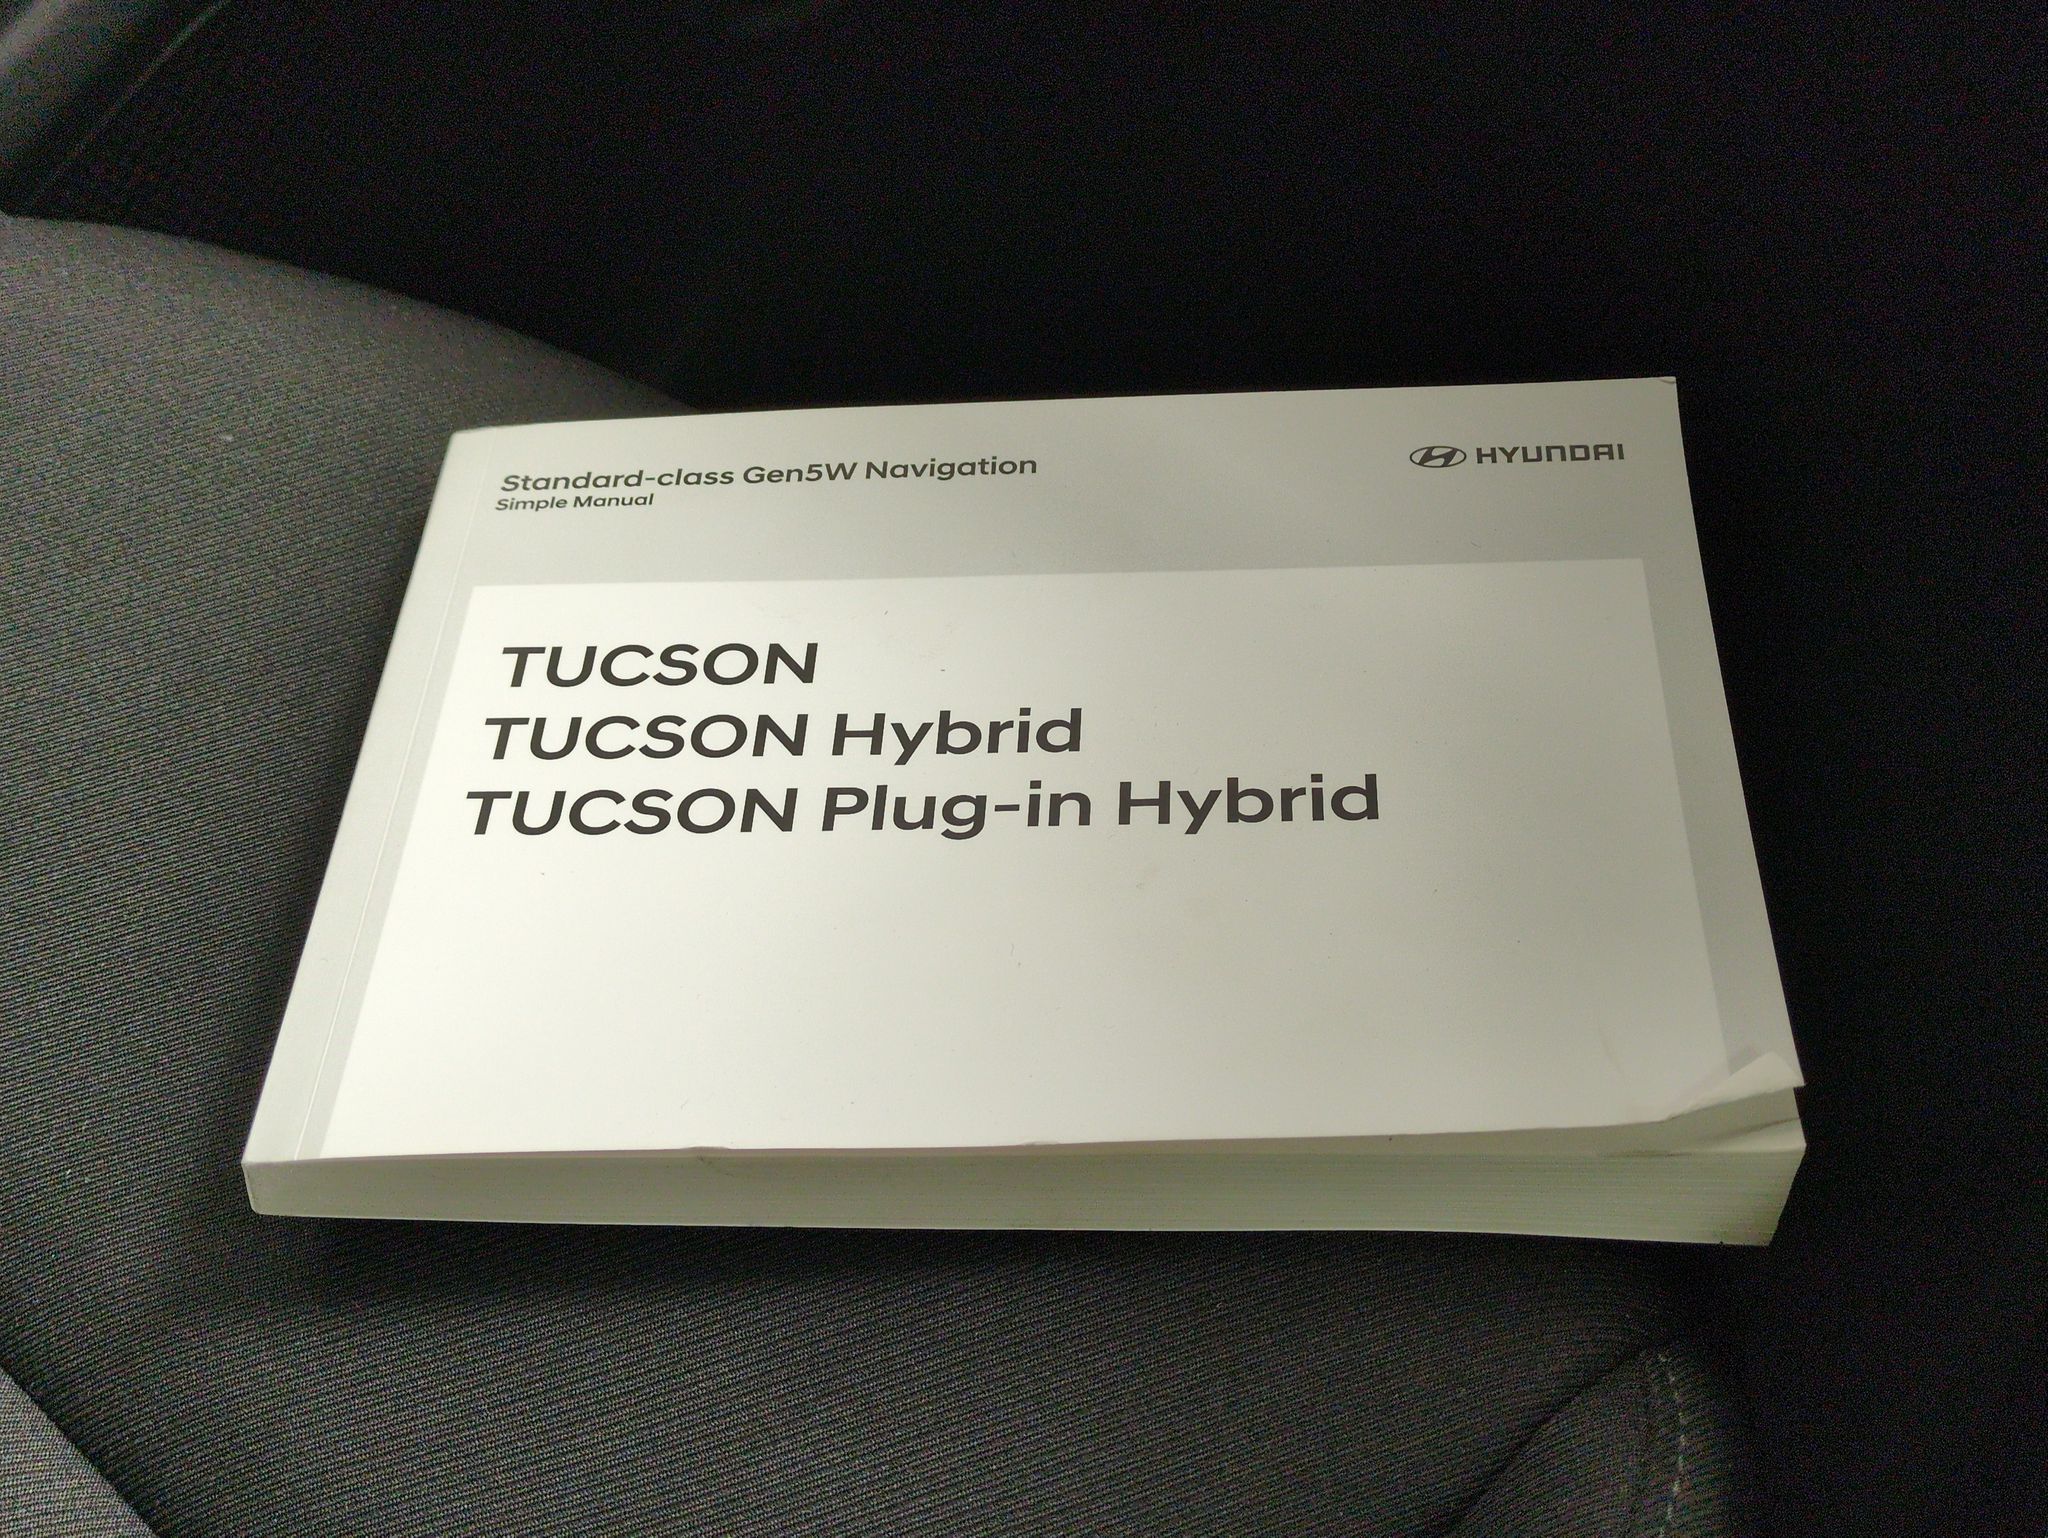 Standard-class Gen5W Navigation
Simple Manual
HYUNDAI
TUCSON
TUCSON Hybrid
TUCSON Plug-in Hybrid